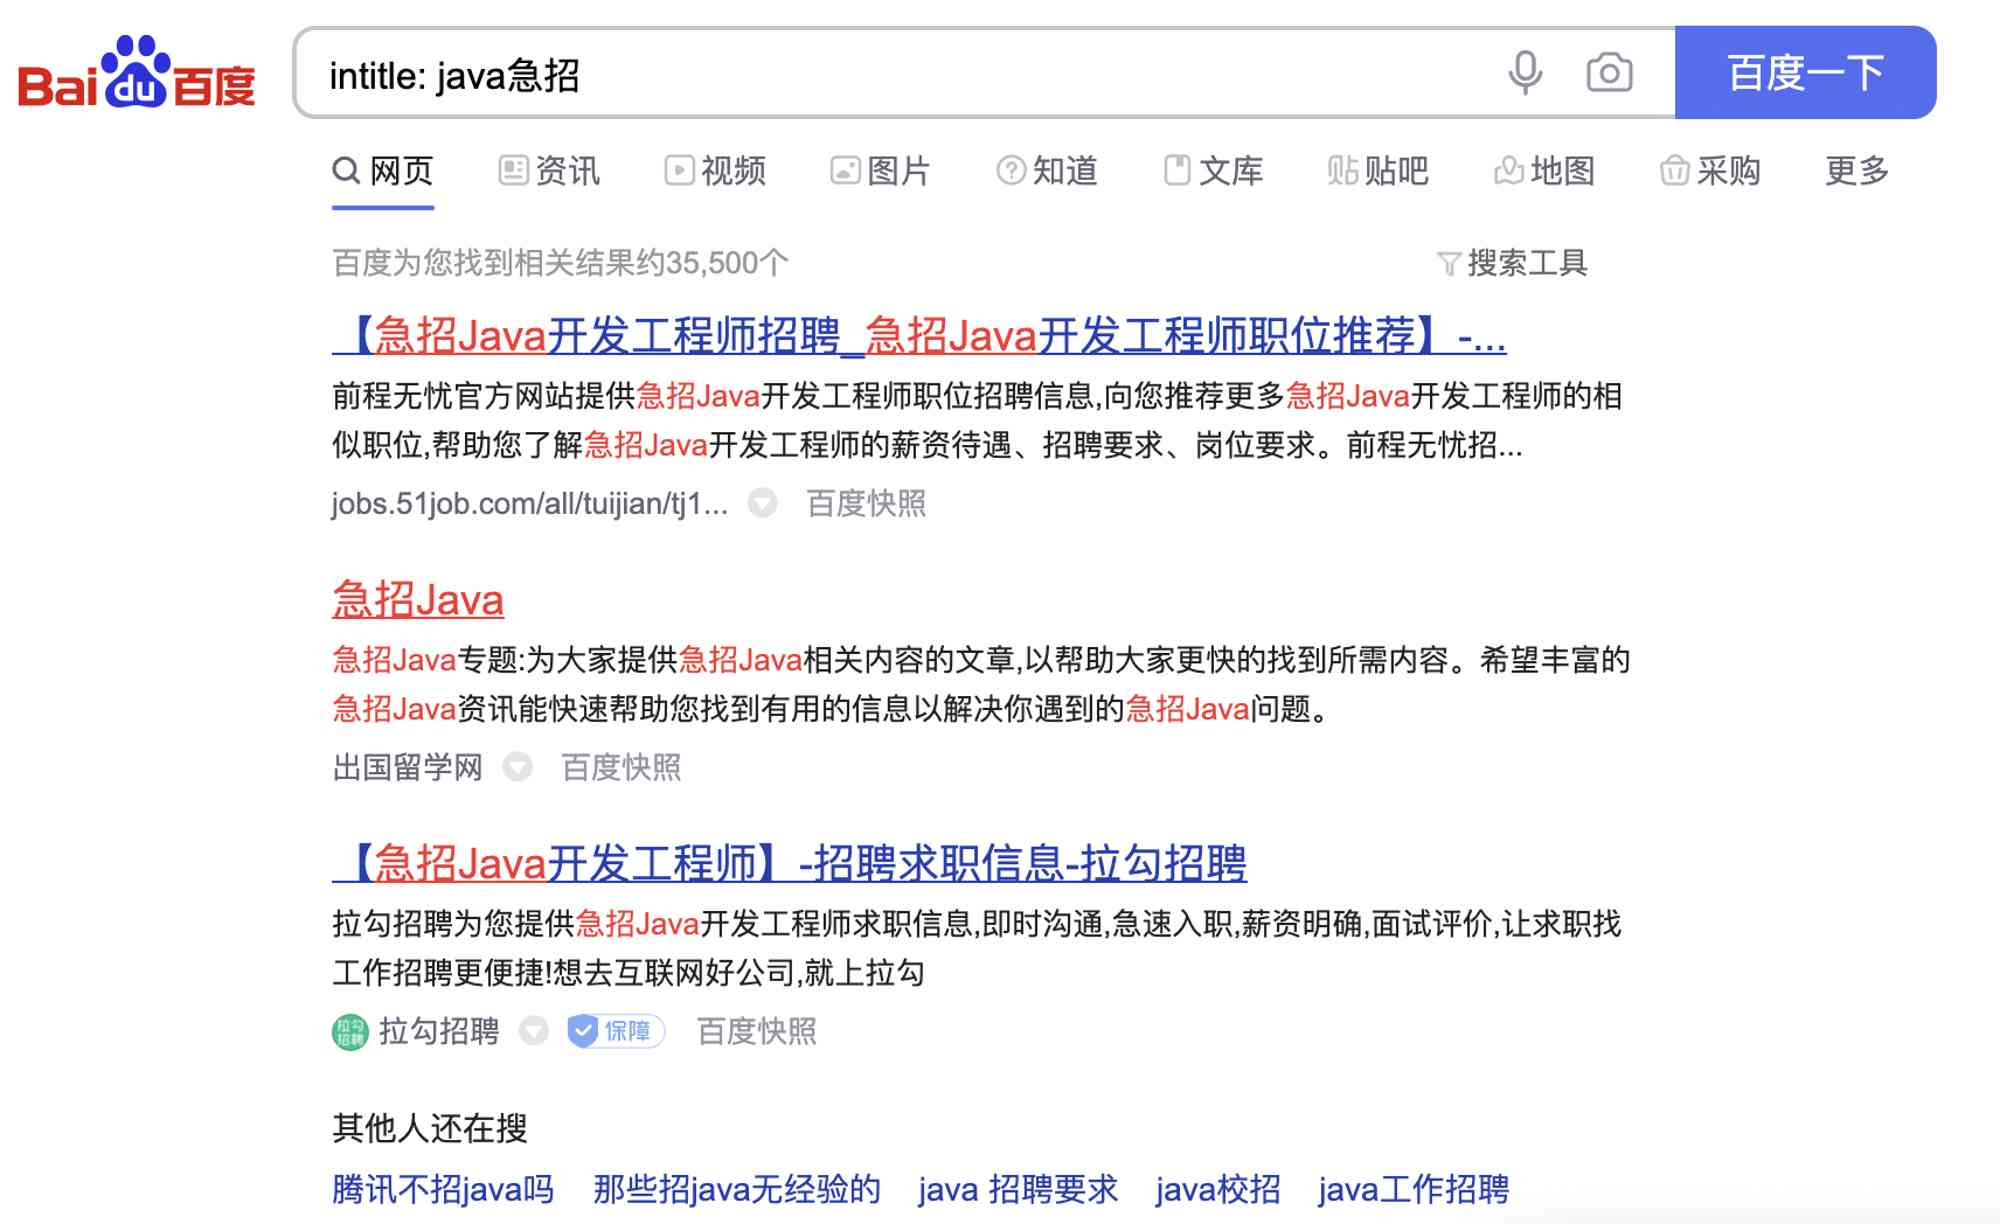 Bai du 百度
intitle: java急招
百度一下
网页 资讯 视频 图片 知道 文库 贴 贴吧 地图 采购 更多
百度为您找到相关结果约35,500个 搜索工具
【急招Java开发工程师招聘_急招Java开发工程师职位推荐】-...
前程无忧官方网站提供急招Java开发工程师职位招聘信息,向您推荐更多急招Java开发工程师的相
似职位,帮助您了解急招Java开发工程师的薪资待遇、招聘要求、岗位要求。前程无忧招...
jobs.51job.com/all/tuijian/tj1... 百度快照
急招Java
急招Java专题:为大家提供急招Java相关内容的文章,以帮助大家更快的找到所需内容。希望丰富的
急招Java资讯能快速帮助您找到有用的信息以解决你遇到的急招Java问题。
出国留学网 百度快照
【急招Java开发工程师】-招聘求职信息-拉勾招聘
拉勾招聘为您提供急招Java开发工程师求职信息,即时沟通,急速入职,薪资明确,面试评价,让求职找
工作招聘更便捷!想去互联网好公司,就上拉勾
拉勾招聘 拉勾招聘 保障 百度快照
其他人还在搜
腾讯不招java吗 那些招java无经验的 java 招聘要求 java校招 java工作招聘